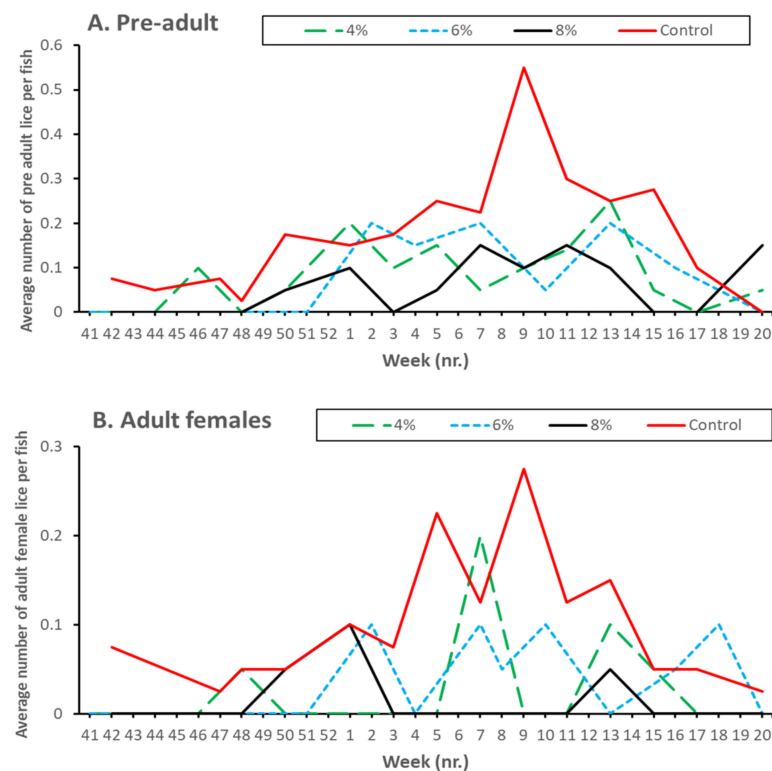 A. Pre-adult
4% 6% 8% Control
Average number of pre adult lice per fish
0.6
0.5
0.4
0.3
0.2
0.1
0
41 42 43 44 45 46 47 48 49 50 51 52 1 2 3 4 5 6 7 8 9 10 11 12 13 14 15 16 17 18 19 20
Week (nr.)
B. Adult females
4% 6% 8% Control
Average number of adult female lice per fish
0.3
0.2
0.1
0
41 42 43 44 45 46 47 48 49 50 51 52 1 2 3 4 5 6 7 8 9 10 11 12 13 14 15 16 17 18 19 20
Week (nr.)